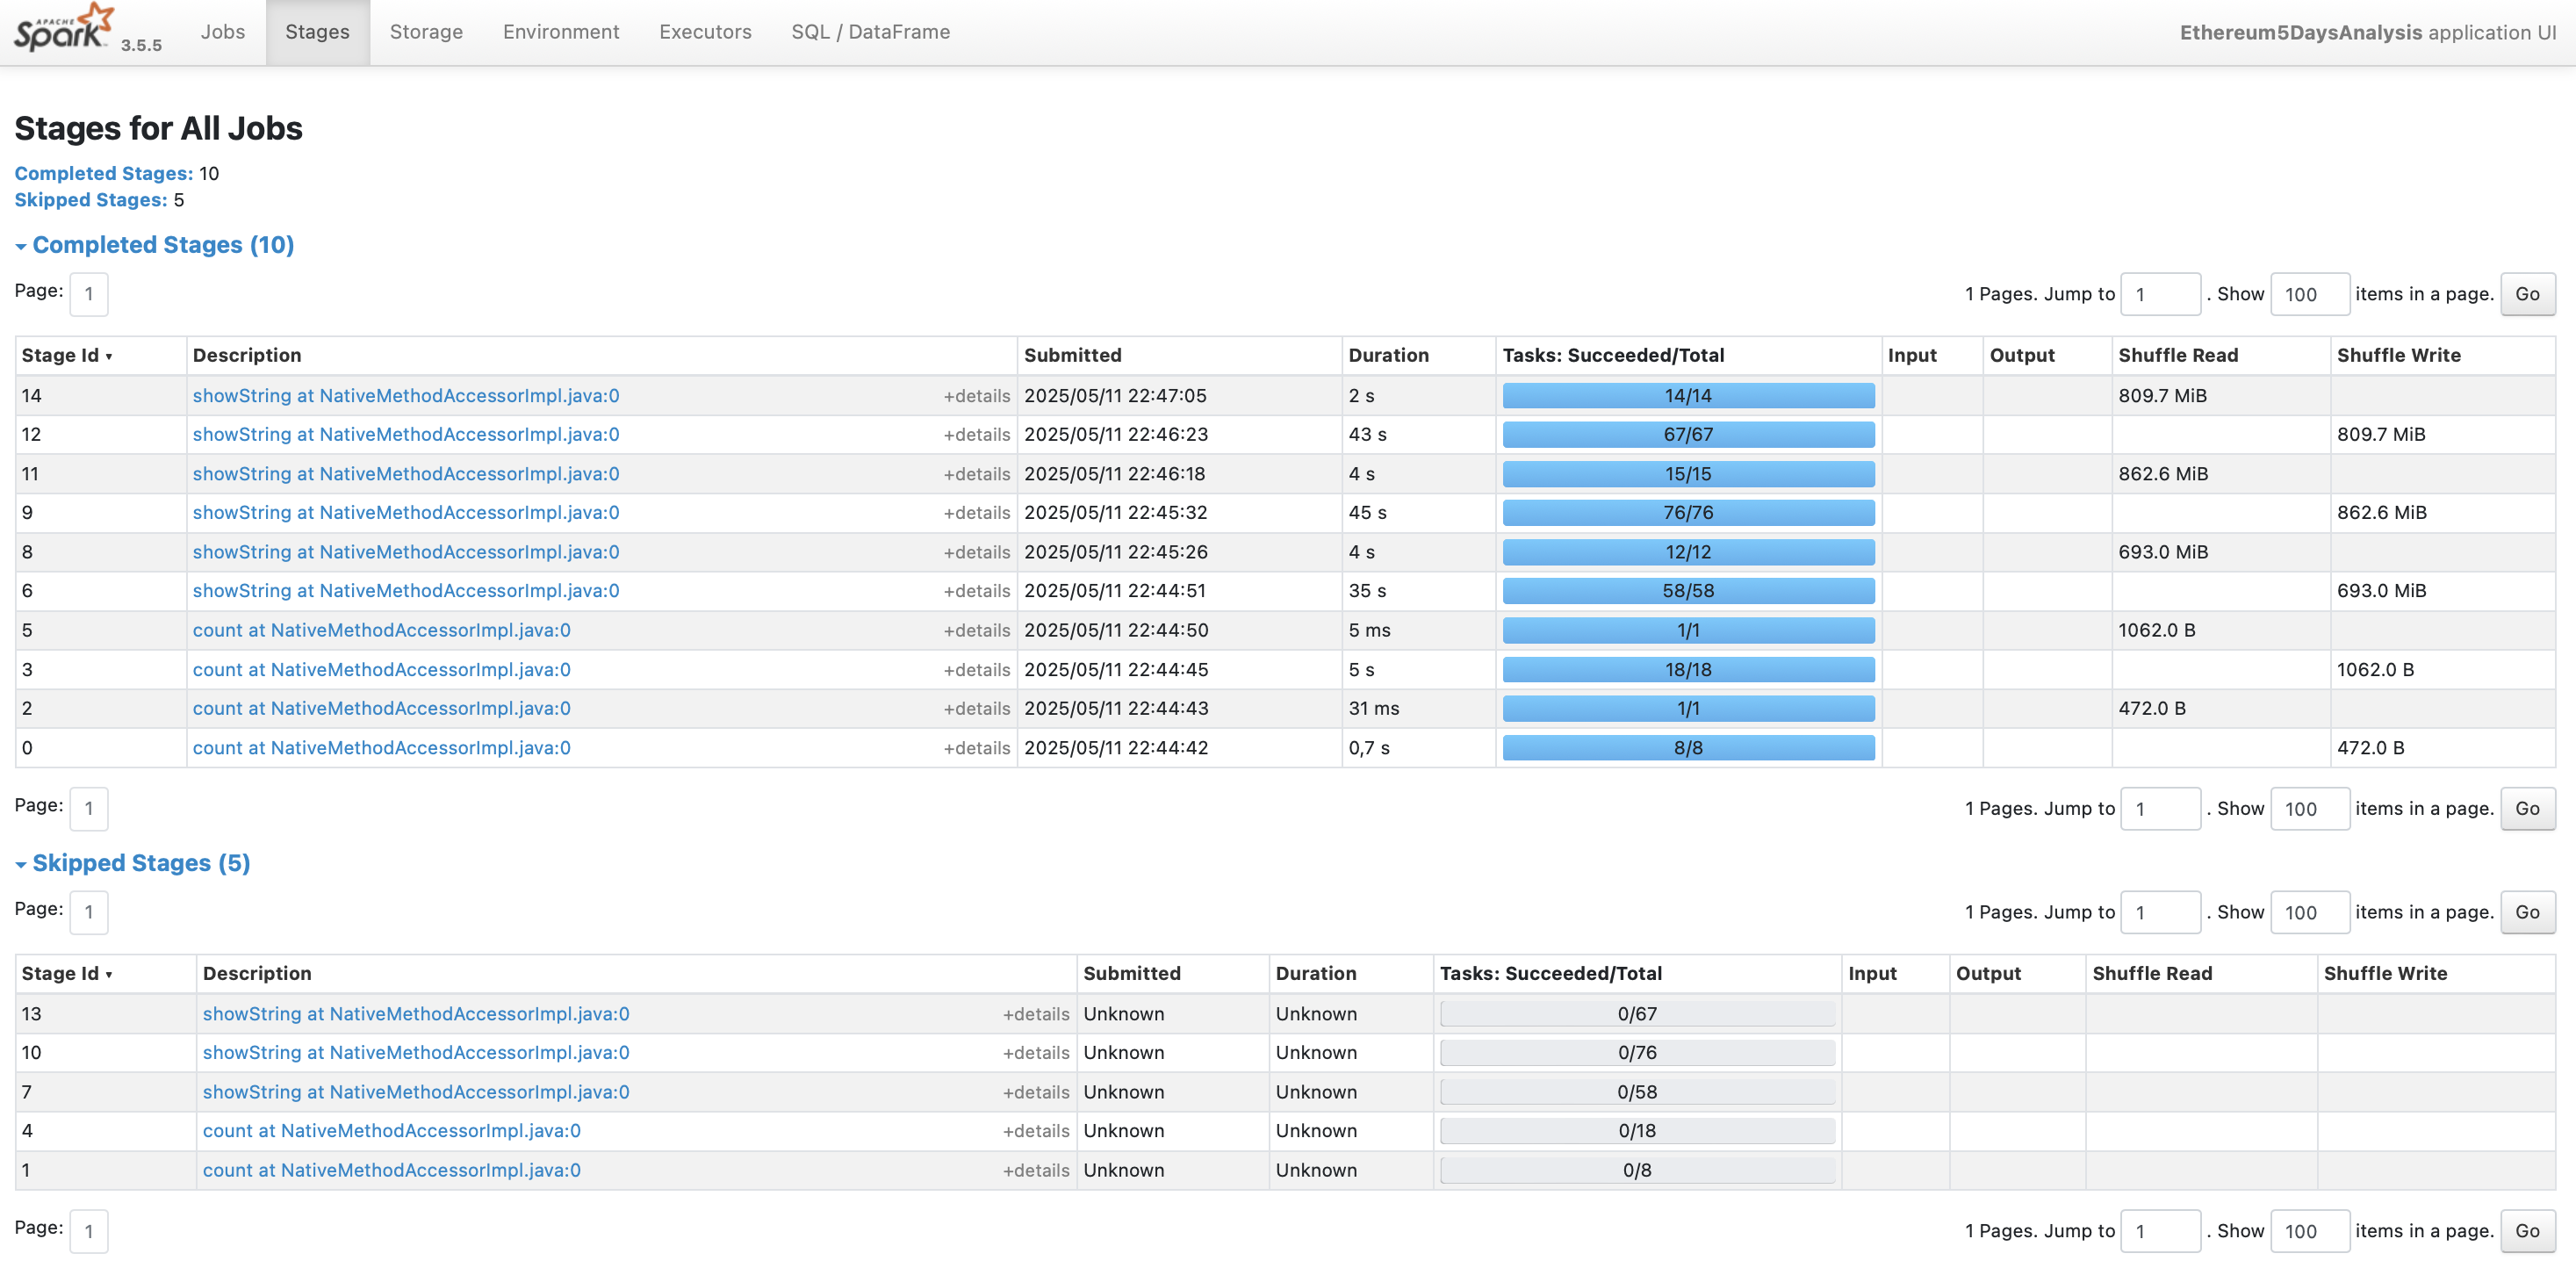 APACHE Spark 3.5.5 Jobs Stages Storage Environment Executors SQL / DataFrame Ethereum5DaysAnalysis application UI
Stages for All Jobs
Completed Stages: 10
Skipped Stages: 5
Completed Stages (10)
Page: 1 1 Pages. Jump to 1 . Show 100 items in a page. Go
Stage Id ▾ Description Submitted Duration Tasks: Succeeded/Total Input Output Shuffle Read Shuffle Write
14 showString at NativeMethodAccessorImpl.java:0 +details 2025/05/11 22:47:05 2 s 14/14 809.7 MiB
12 showString at NativeMethodAccessorImpl.java:0 +details 2025/05/11 22:46:23 43 s 67/67 809.7 MiB
11 showString at NativeMethodAccessorImpl.java:0 +details 2025/05/11 22:46:18 4 s 15/15 862.6 MiB
9 showString at NativeMethodAccessorImpl.java:0 +details 2025/05/11 22:45:32 45 s 76/76 862.6 MiB
8 showString at NativeMethodAccessorImpl.java:0 +details 2025/05/11 22:45:26 4 s 12/12 693.0 MiB
6 showString at NativeMethodAccessorImpl.java:0 +details 2025/05/11 22:44:51 35 s 58/58 693.0 MiB
5 count at NativeMethodAccessorImpl.java:0 +details 2025/05/11 22:44:50 5 ms 1/1 1062.0 B
3 count at NativeMethodAccessorImpl.java:0 +details 2025/05/11 22:44:45 5 s 18/18 1062.0 B
2 count at NativeMethodAccessorImpl.java:0 +details 2025/05/11 22:44:43 31 ms 1/1 472.0 B
0 count at NativeMethodAccessorImpl.java:0 +details 2025/05/11 22:44:42 0,7 s 8/8 472.0 B
Page: 1 1 Pages. Jump to 1 . Show 100 items in a page. Go
Skipped Stages (5)
Page: 1 1 Pages. Jump to 1 . Show 100 items in a page. Go
Stage Id ▾ Description Submitted Duration Tasks: Succeeded/Total Input Output Shuffle Read Shuffle Write
13 showString at NativeMethodAccessorImpl.java:0 +details Unknown Unknown 0/67
10 showString at NativeMethodAccessorImpl.java:0 +details Unknown Unknown 0/76
7 showString at NativeMethodAccessorImpl.java:0 +details Unknown Unknown 0/58
4 count at NativeMethodAccessorImpl.java:0 +details Unknown Unknown 0/18
1 count at NativeMethodAccessorImpl.java:0 +details Unknown Unknown 0/8
Page: 1 1 Pages. Jump to 1 . Show 100 items in a page. Go